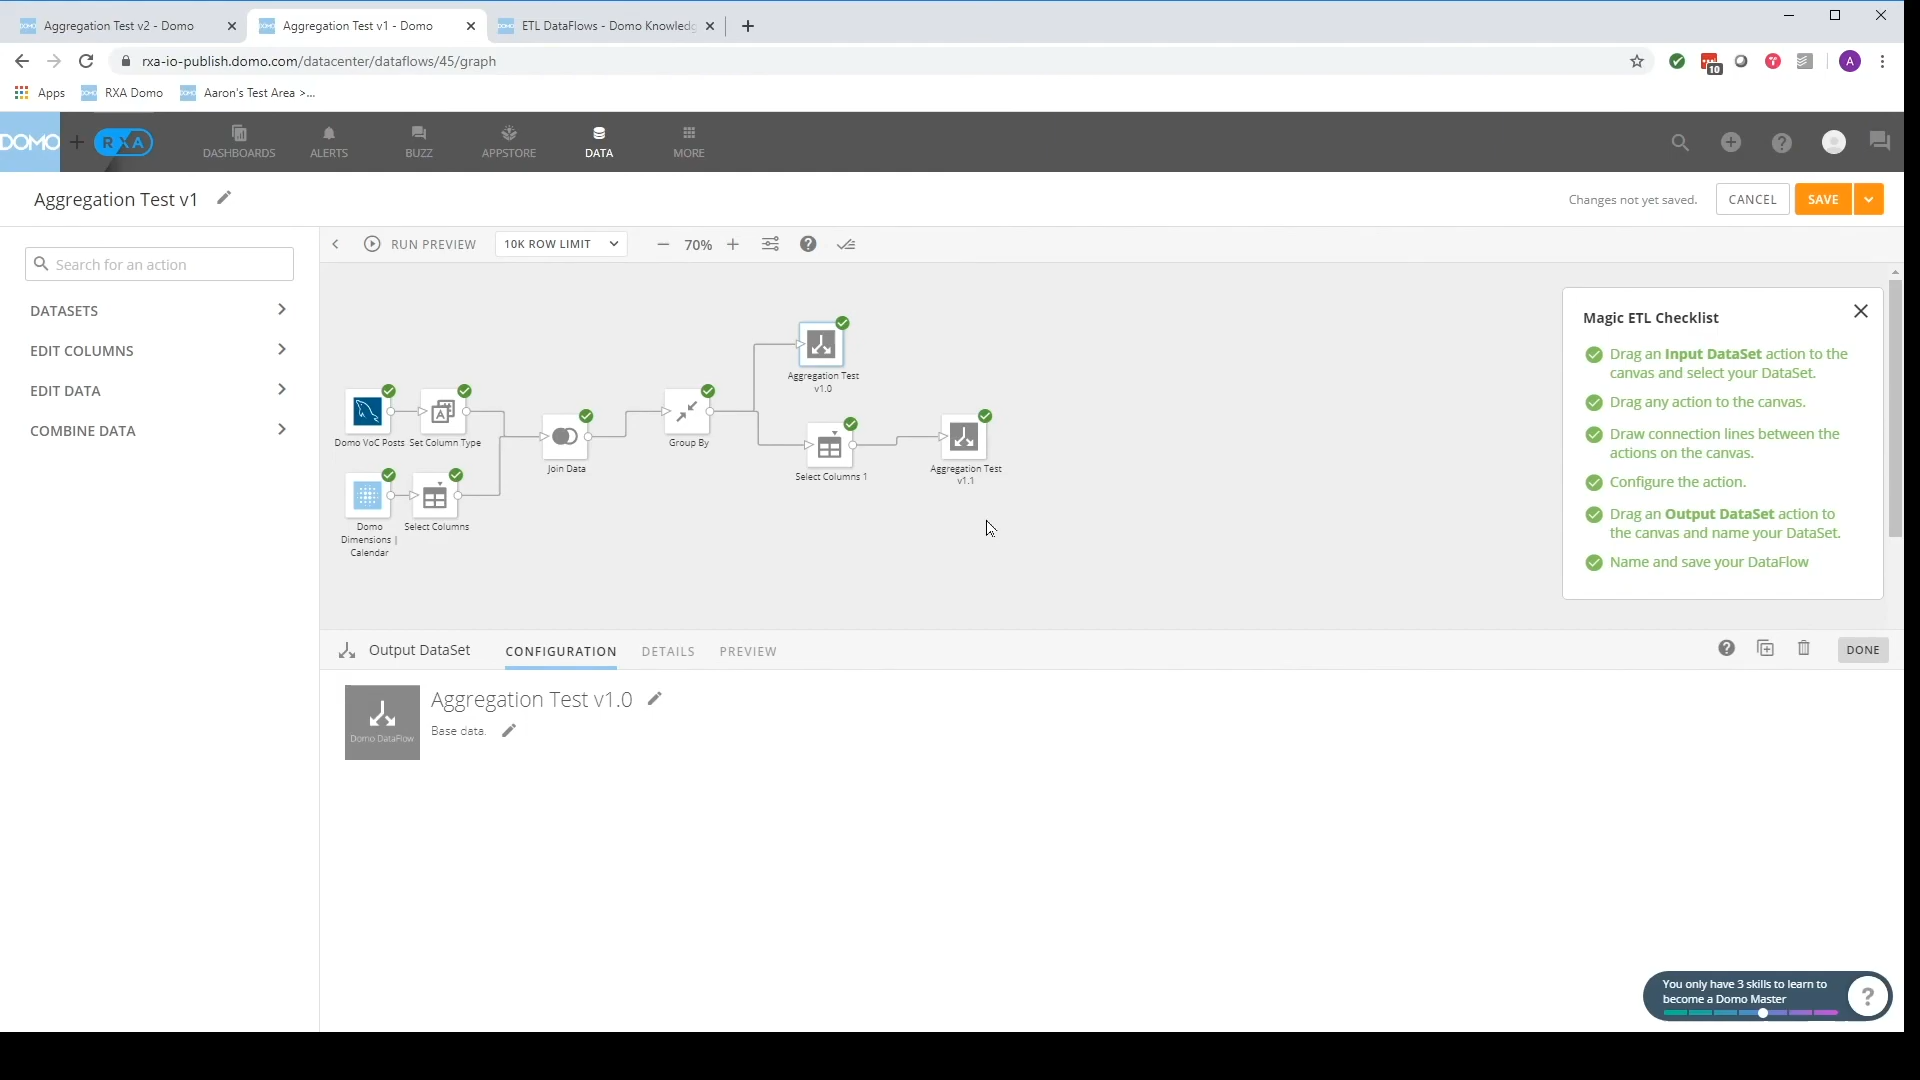 Aggregation Test v2 - Domo
Aggregation Test v1 - Domo
ETL DataFlows - Domo Knowledg
rxa-io-publish.domo.com/datacenter/dataflows/45/graph
10
A
Apps
RXA Domo
Aaron's Test Area >...
DOMO
RXA
DASHBOARDS
ALERTS
BUZZ
APPSTORE
DATA
MORE
Aggregation Test v1
Changes not yet saved.
CANCEL
SAVE
Search for an action
RUN PREVIEW
10K ROW LIMIT
70%
DATASETS
EDIT COLUMNS
EDIT DATA
COMBINE DATA
Aggregation Test
v1.0
Domo VoC Posts
Set Column Type
Join Data
Group By
Select Columns 1
Aggregation Test
v1.1
Domo
Dimensions |
Calendar
Select Columns
Magic ETL Checklist
Drag an Input DataSet action to the
canvas and select your DataSet.
Drag any action to the canvas.
Draw connection lines between the
actions on the canvas.
Configure the action.
Drag an Output DataSet action to
the canvas and name your DataSet.
Name and save your DataFlow
Output DataSet
CONFIGURATION
DETAILS
PREVIEW
DONE
Domo DataFlow
Aggregation Test v1.0
Base data.
You only have 3 skills to learn to
become a Domo Master